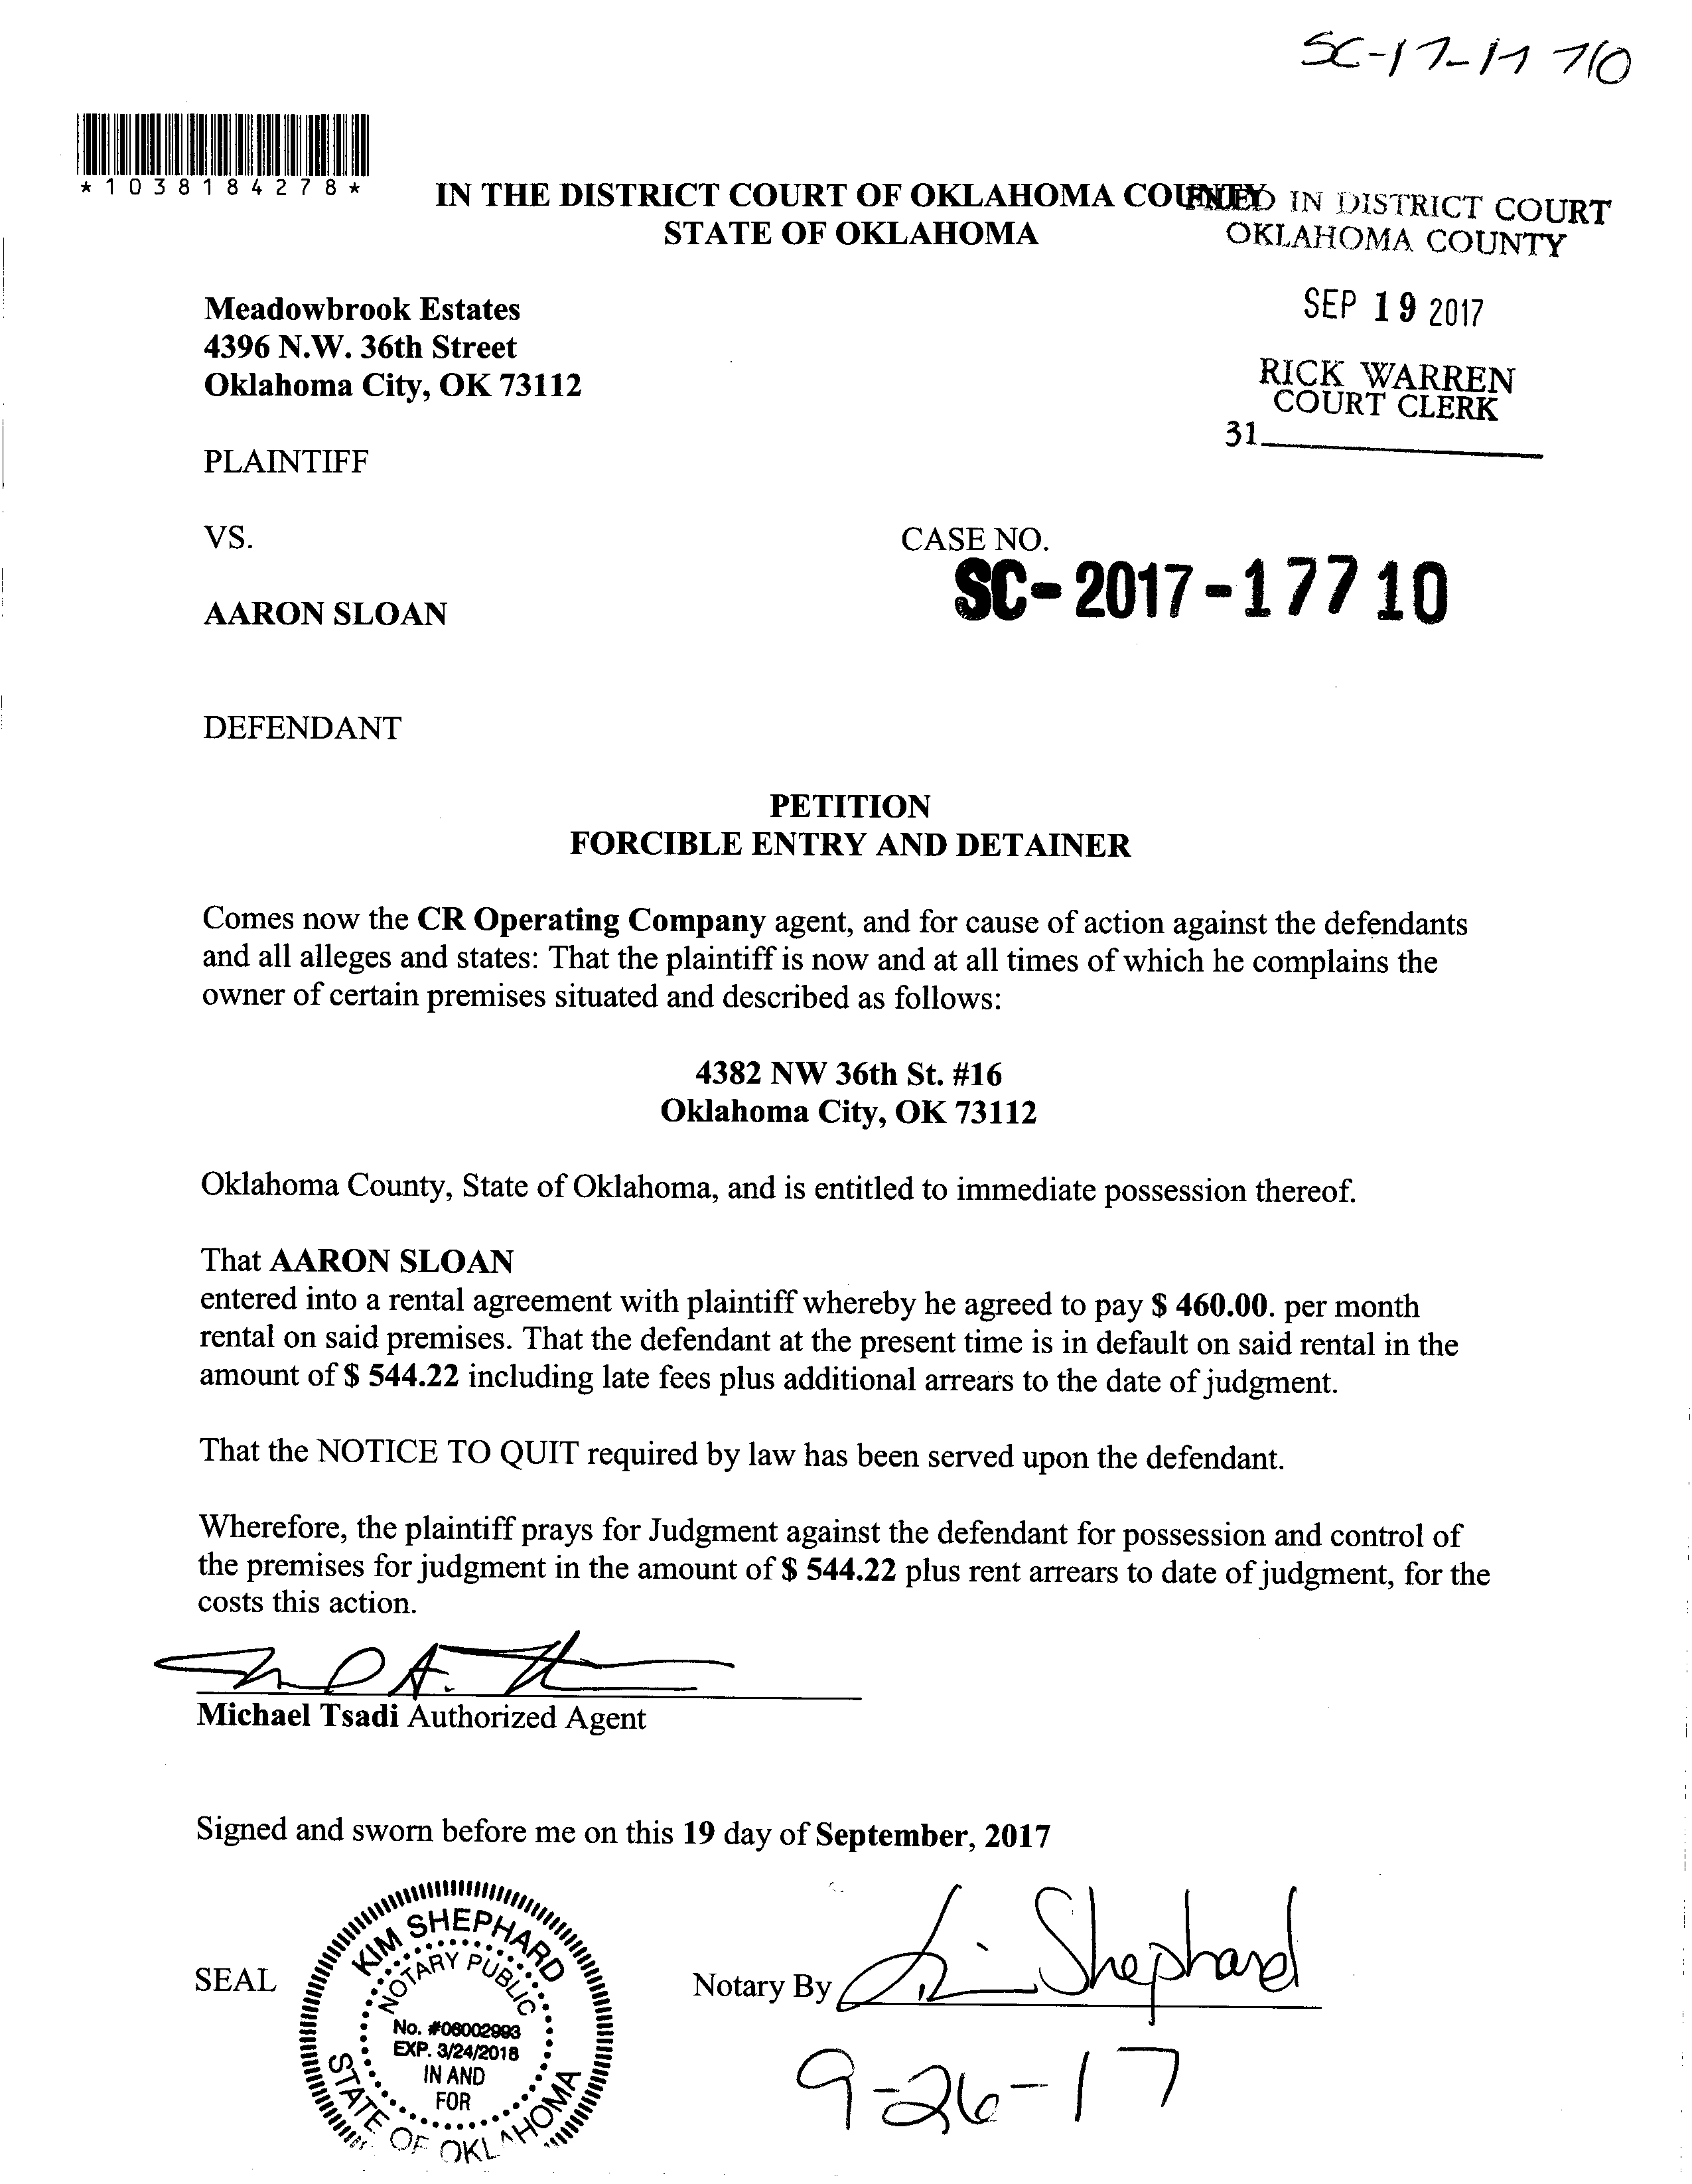 SC-17-17710
*1038184278*
IN THE DISTRICT COURT OF OKLAHOMA COUNTY
STATE OF OKLAHOMA
FILED IN DISTRICT COURT
OKLAHOMA COUNTY
SEP 19 2017
RICK WARREN
COURT CLERK
31
Meadowbrook Estates
4396 N.W. 36th Street
Oklahoma City, OK 73112
PLAINTIFF
VS.
CASE NO.
SC-2017-17710
AARON SLOAN
DEFENDANT
PETITION
FORCIBLE ENTRY AND DETAINER
Comes now the CR Operating Company agent, and for cause of action against the defendants
and all alleges and states: That the plaintiff is now and at all times of which he complains the
owner of certain premises situated and described as follows:
4382 NW 36th St. #16
Oklahoma City, OK 73112
Oklahoma County, State of Oklahoma, and is entitled to immediate possession thereof.
That AARON SLOAN
entered into a rental agreement with plaintiff whereby he agreed to pay $ 460.00. per month
rental on said premises. That the defendant at the present time is in default on said rental in the
amount of $ 544.22 including late fees plus additional arrears to the date of judgment.
That the NOTICE TO QUIT required by law has been served upon the defendant.
Wherefore, the plaintiff prays for Judgment against the defendant for possession and control of
the premises for judgment in the amount of $ 544.22 plus rent arrears to date of judgment, for the
costs this action.
Michael Tsadi Authorized Agent
Signed and sworn before me on this 19 day of September, 2017
SEAL
KIM SHEPHARD
NOTARY PUBLIC
No. #06002993
EXP. 3/24/2018
IN AND
FOR
STATE OF OKLAHOMA
Notary By Kim Shephard
9-26-17